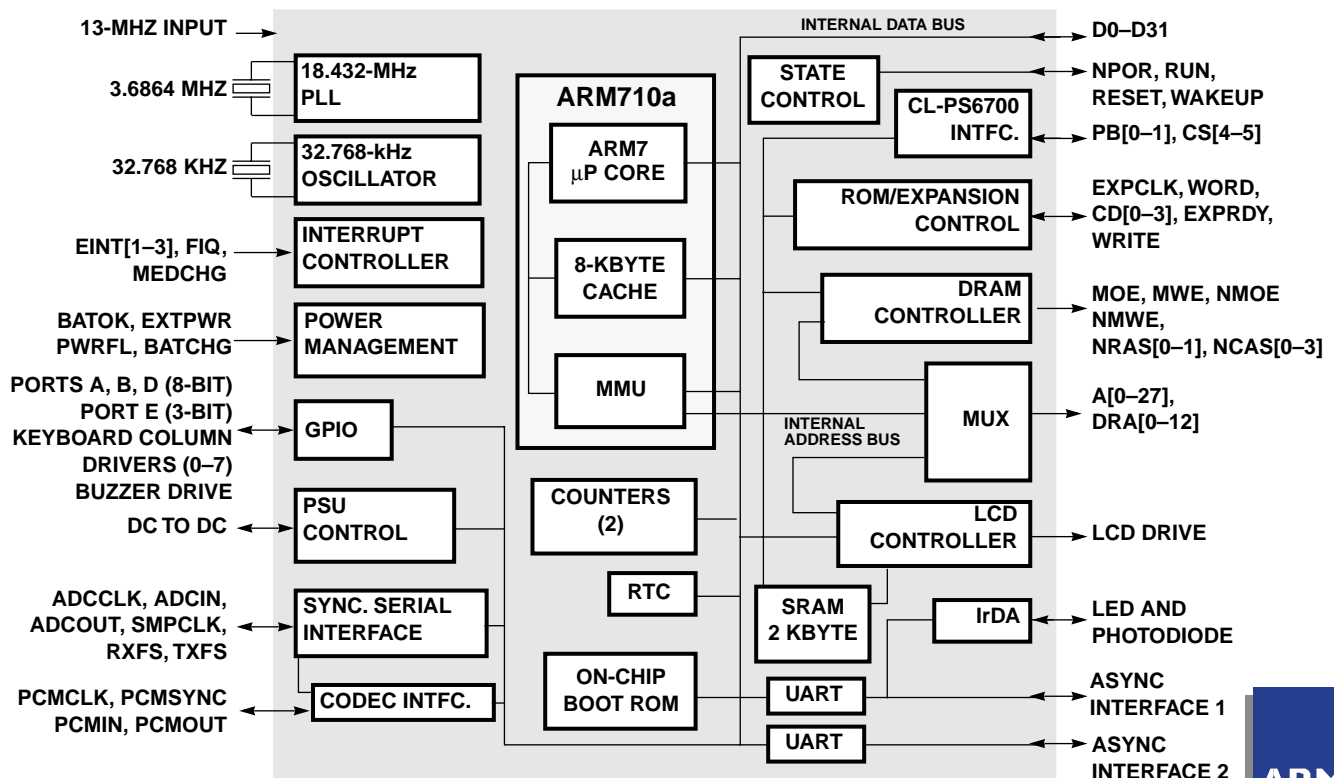 13-MHZ INPUT
3.6864 MHZ
32.768 KHZ
EINT[1–3], FIQ,
MEDCHG
BATOK, EXTPWR
PWRFL, BATCHG
PORTS A, B, D (8-BIT)
PORT E (3-BIT)
KEYBOARD COLUMN
DRIVERS (0–7)
BUZZER DRIVE
DC TO DC
ADCCLK, ADCIN,
ADCOUT, SMPCLK,
RXFS, TXFS
PCMCLK, PCMSYNC
PCMIN, PCMOUT
18.432-MHz
PLL
32.768-kHz
OSCILLATOR
INTERRUPT
CONTROLLER
POWER
MANAGEMENT
GPIO
PSU
CONTROL
SYNC. SERIAL
INTERFACE
CODEC INTFC.
ARM710a
ARM7
µP CORE
8-KBYTE
CACHE
MMU
COUNTERS
(2)
RTC
ON-CHIP
BOOT ROM
INTERNAL DATA BUS
STATE
CONTROL
CL-PS6700
INTFC.
ROM/EXPANSION
CONTROL
DRAM
CONTROLLER
MUX
INTERNAL
ADDRESS BUS
LCD
CONTROLLER
SRAM
2 KBYTE
IrDA
UART
UART
D0–D31
NPOR, RUN,
RESET, WAKEUP
PB[0–1], CS[4–5]
EXPCLK, WORD,
CD[0–3], EXPRDY,
WRITE
MOE, MWE, NMOE
NMWE,
NRAS[0–1], NCAS[0–3]
A[0–27],
DRA[0–12]
LCD DRIVE
LED AND
PHOTODIODE
ASYNC
INTERFACE 1
ASYNC
INTERFACE 2
ARM